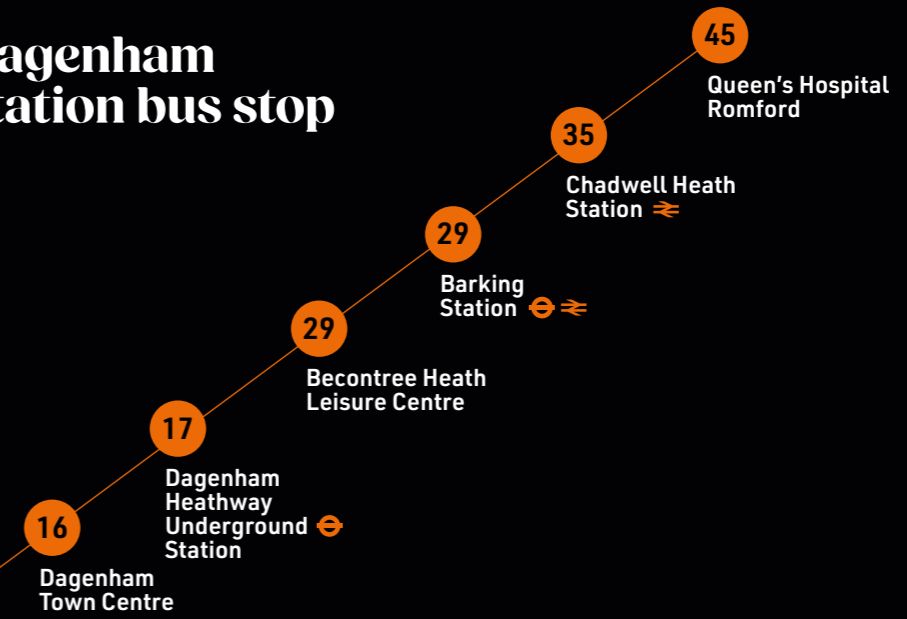 agenham
tation bus stop
45
Queen's Hospital
Romford
35
Chadwell Heath
Station
29
Barking
Station
29
Becontree Heath
Leisure Centre
17
Dagenham
Heathway
Underground
Station
16
Dagenham
Town Centre